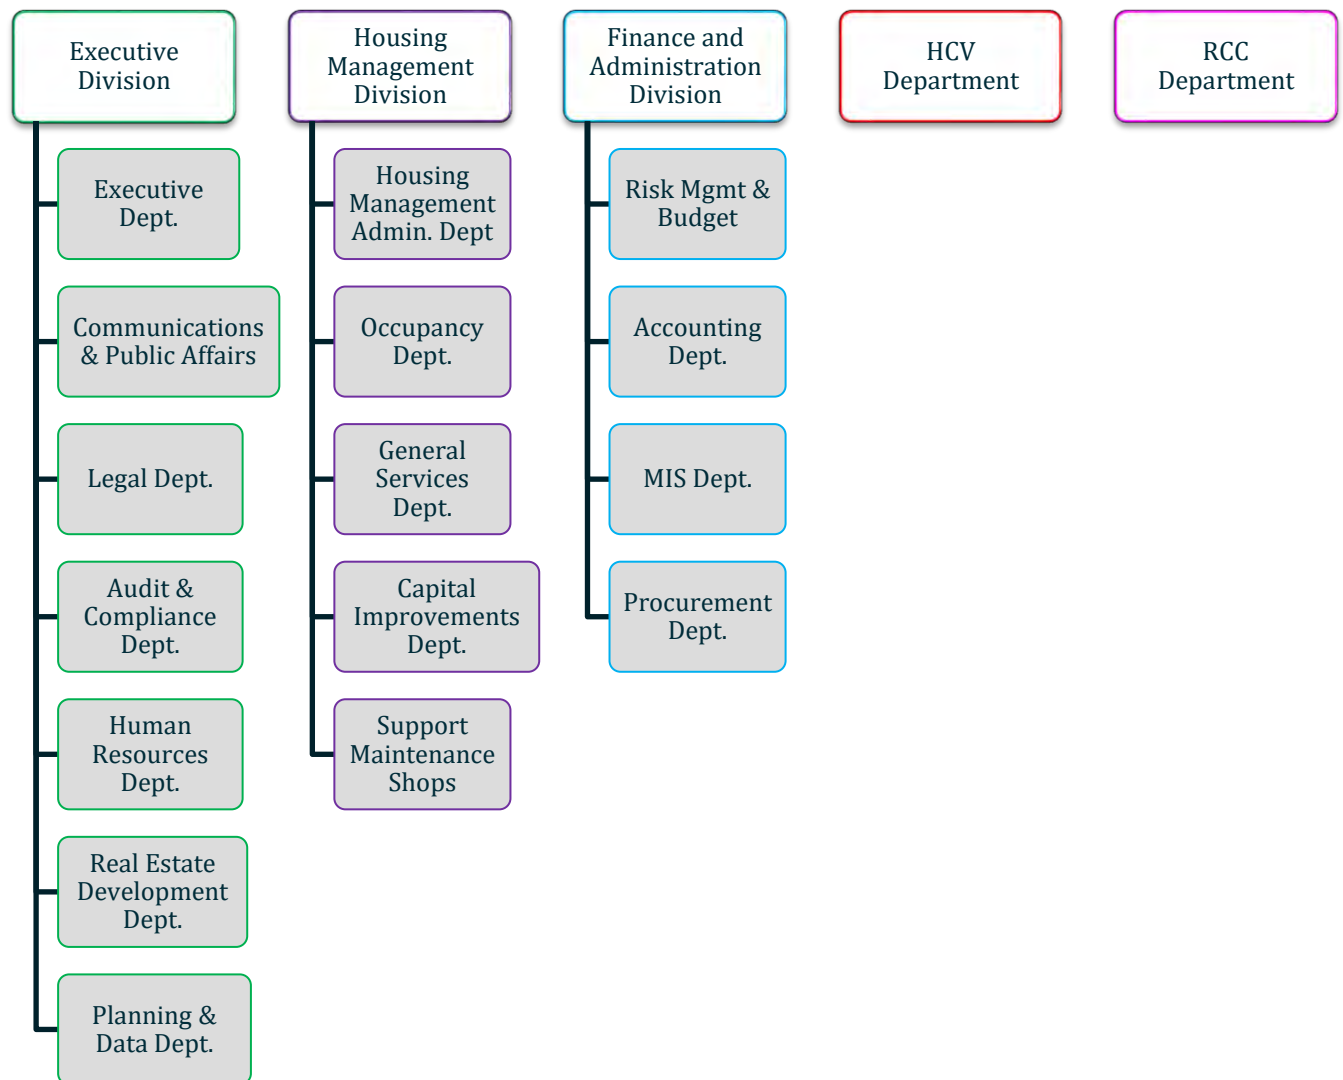 Executive
Division
Executive
Dept.
Communications
& Public Affairs
Legal Dept.
Audit &
Compliance
Dept.
Human
Resources
Dept.
Real Estate
Development
Dept.
Planning &
Data Dept.
Housing
Management
Division
Housing
Management
Admin. Dept
Occupancy
Dept.
General
Services
Dept.
Capital
Improvements
Dept.
Support
Maintenance
Shops
Finance and
Administration
Division
Risk Mgmt &
Budget
Accounting
Dept.
MIS Dept.
Procurement
Dept.
HCV
Department
RCC
Department